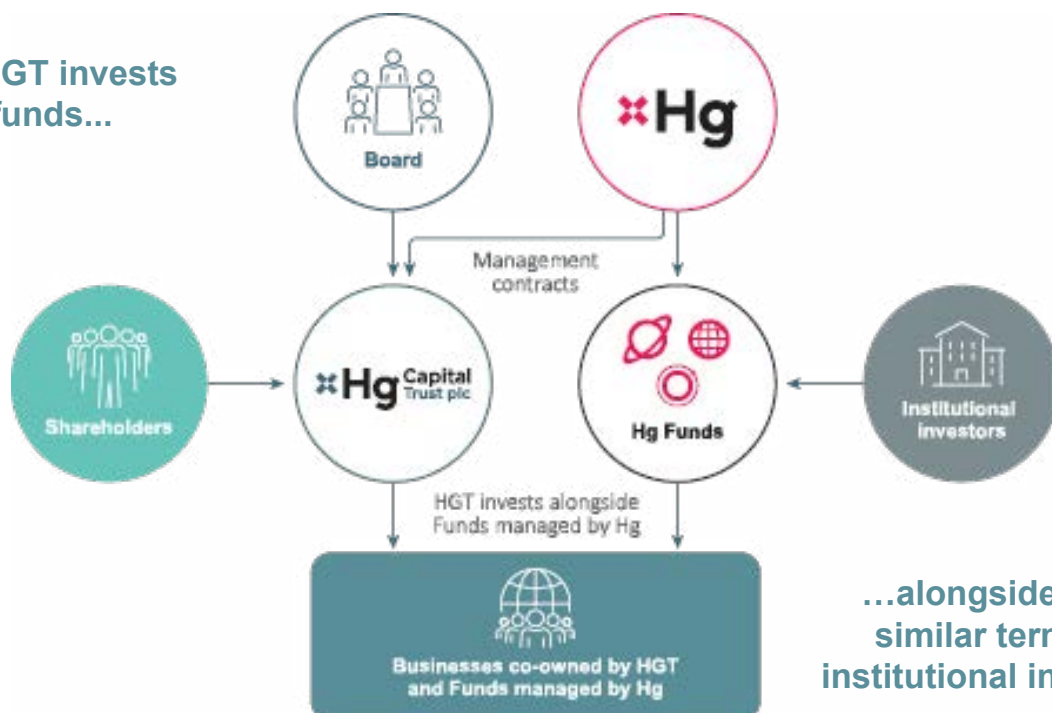 GT invests
funds...
Board
Hg
Management
contracts
Shareholders
Hg Capital
Trust plc
Hg Funds
Institutional
investors
HGT invests alongside
Funds managed by Hg
Businesses co-owned by HGT
and Funds managed by Hg
...alongside
similar terr
institutional in